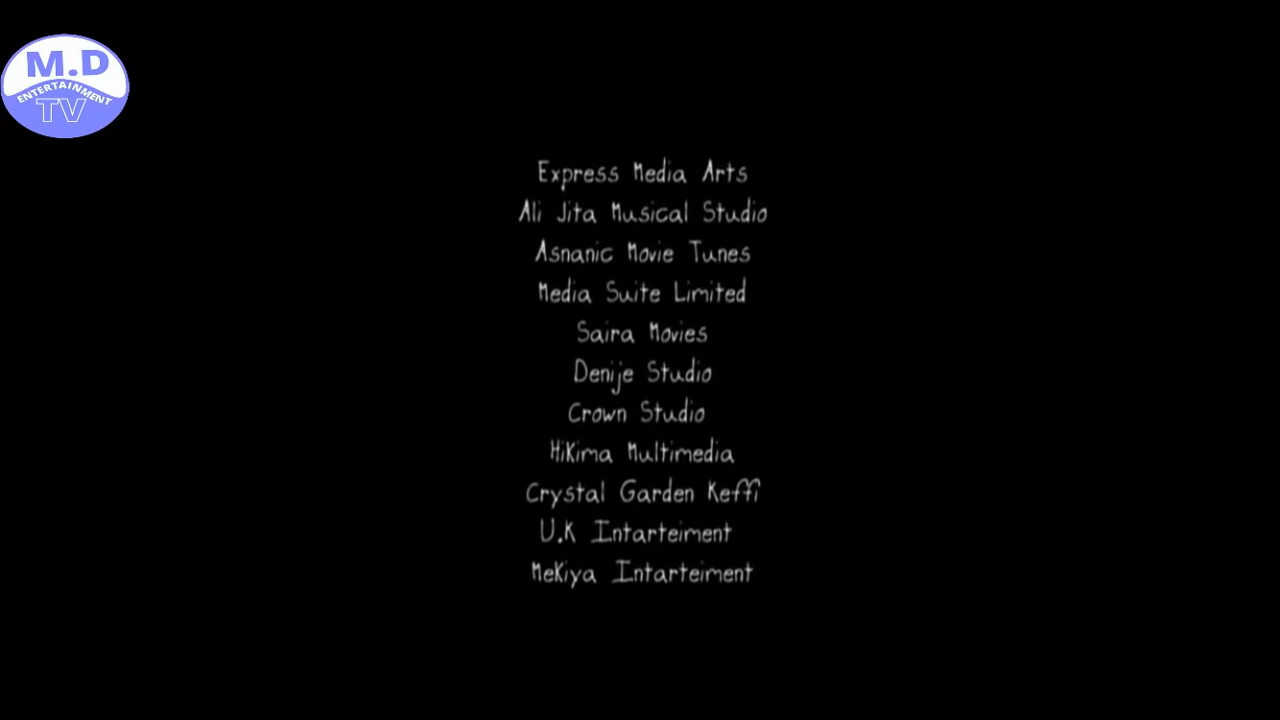 M.D
ENTERTAINMENT
TV
Express Media Arts
Ali Jita Musical Studio
Asnanic Movie Tunes
Media Suite Limited
Saira Movies
Denije Studio
Crown Studio
Hikima Multimedia
Crystal Garden Keffi
U.K Intarteiment
Mekiya Intarteiment